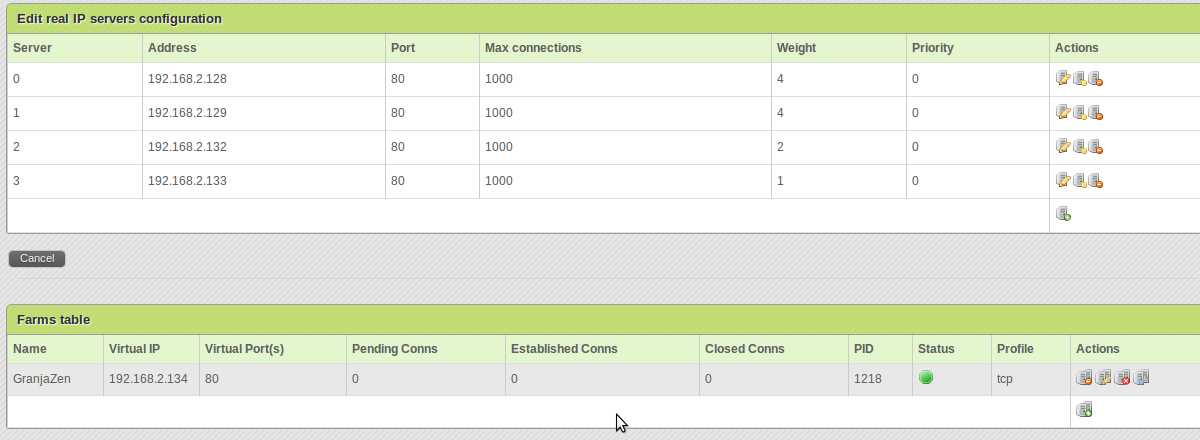 Edit real IP servers configuration
Server Address Port Max connections Weight Priority Actions
0 192.168.2.128 80 1000 4 0
1 192.168.2.129 80 1000 4 0
2 192.168.2.132 80 1000 2 0
3 192.168.2.133 80 1000 1 0
Cancel
Farms table
Name Virtual IP Virtual Port(s) Pending Conns Established Conns Closed Conns PID Status Profile Actions
GranjaZen 192.168.2.134 80 0 0 0 1218 tcp